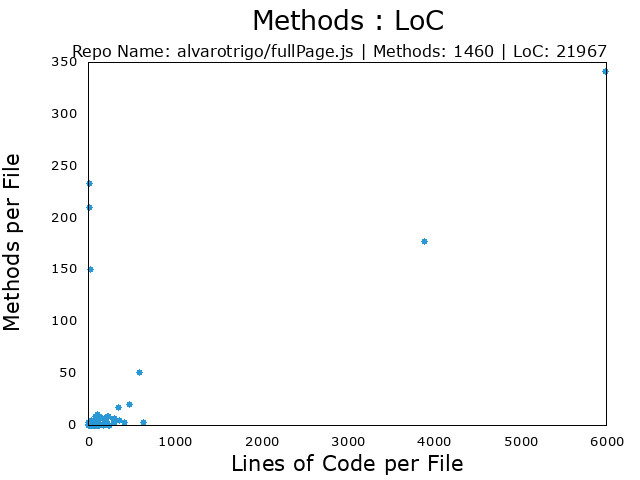 Methods : LoC
Repo Name: alvarotrigo/fullPage.js | Methods: 1460 | LoC: 21967
350
300
250
200
150
100
50
0
Methods per File
0 1000 2000 3000 4000 5000 6000
Lines of Code per File